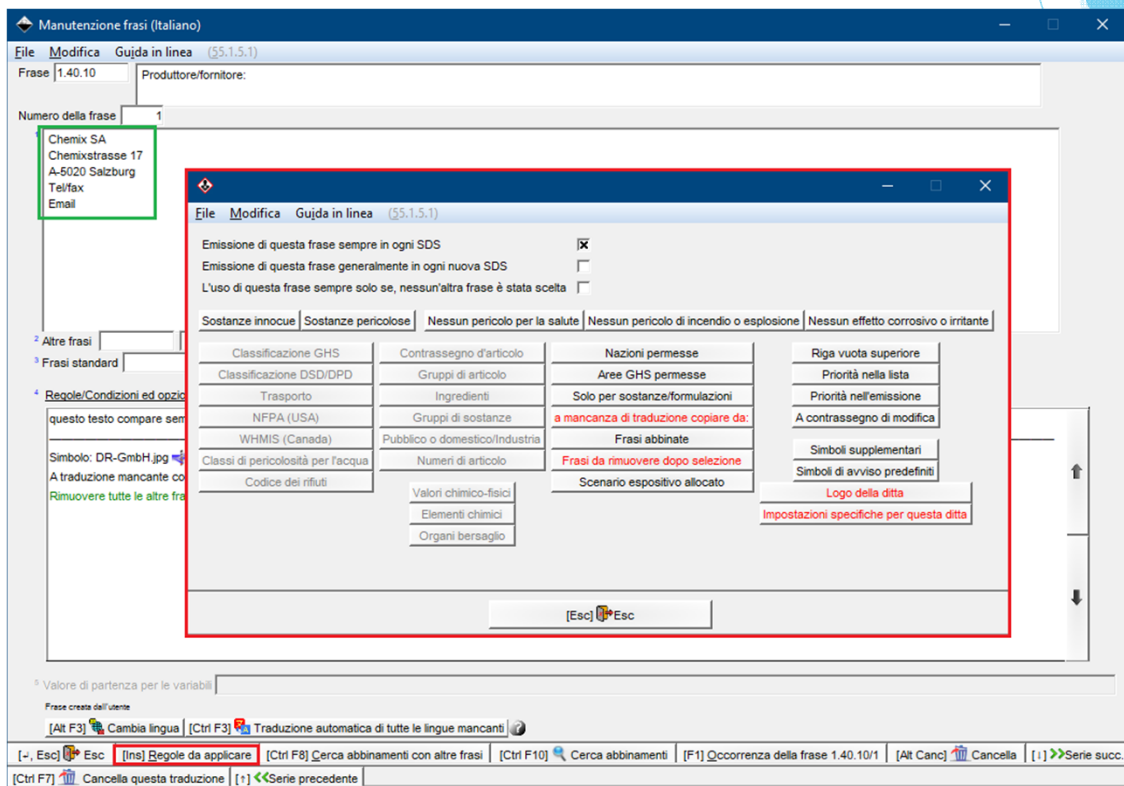 Manutenzione frasi (Italiano)
File Modifica Guida in linea (55.1.5.1)
Frase 1.40.10 Produttore/fornitore:
Numero della frase 1
1
Chemix SA
Chemixstrasse 17
A-5020 Salzburg
Tel/fax
Email
File Modifica Guida in linea (55.1.5.1)
Emissione di questa frase sempre in ogni SDS
Emissione di questa frase generalmente in ogni nuova SDS
L'uso di questa frase sempre solo se, nessun'altra frase è stata scelta
Sostanze innocue Sostanze pericolose Nessun pericolo per la salute Nessun pericolo di incendio o esplosione Nessun effetto corrosivo o irritante
Classificazione GHS Contrassegno d'articolo Nazioni permesse Riga vuota superiore
Classificazione DSD/DPD Gruppi di articolo Aree GHS permesse Priorità nella lista
Trasporto Ingredienti Solo per sostanze/formulazioni Priorità nell'emissione
NFPA (USA) Gruppi di sostanze a mancanza di traduzione copiare da: A contrassegno di modifica
WHMIS (Canada) Pubblico o domestico/Industria Frasi abbinate Simboli supplementari
Classi di pericolosità per l'acqua Numeri di articolo Frasi da rimuovere dopo selezione Simboli di avviso predefiniti
Codice dei rifiuti Valori chimico-fisici Scenario espositivo allocato Logo della ditta
Elementi chimici Impostazioni specifiche per questa ditta
Organi bersaglio
[Esc] Esc
2 Altre frasi
3 Frasi standard
4 Regole/Condizioni ed opzio
questo testo compare sem
Simbolo: DR-GmbH.jpg
A traduzione mancante co
Rimuovere tutte le altre fra
5 Valore di partenza per le variabili
Frase creata dall'utente
[Alt F3] Cambia lingua [Ctrl F3] Traduzione automatica di tutte le lingue mancanti
[↵, Esc] Esc [Ins] Regole da applicare [Ctrl F8] Cerca abbinamenti con altre frasi [Ctrl F10] Cerca abbinamenti [F1] Occorrenza della frase 1.40.10/1 [Alt Canc] Cancella [↓] >>Serie succ.
[Ctrl F7] Cancella questa traduzione [↑] <<Serie precedente